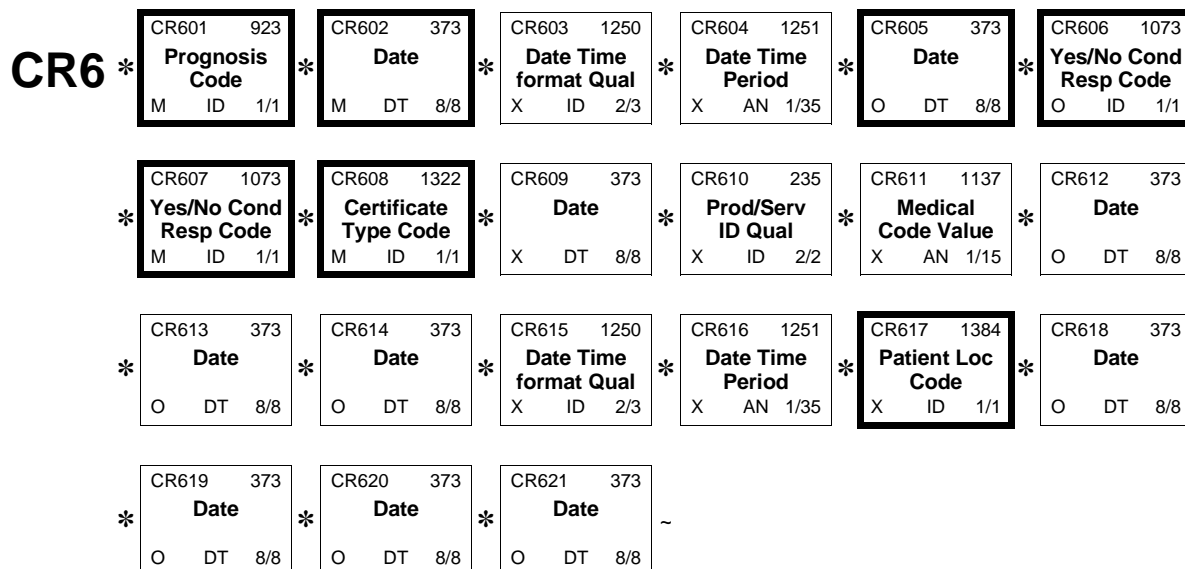 CR601 923 CR602 373 CR603 1250 CR604 1251 CR605 373 CR606 1073
CR6 * Prognosis * Date * Date Time * Date Time * Date * Yes/No Cond
Code format Qual Period Resp Code
M ID 1/1 M DT 8/8 X ID 2/3 X AN 1/35 O DT 8/8 O ID 1/1
CR607 1073 CR608 1322 CR609 373 CR610 235 CR611 1137 CR612 373
* Yes/No Cond * Certificate * Date * Prod/Serv * Medical * Date
Resp Code Type Code ID Qual Code Value
M ID 1/1 M ID 1/1 X DT 8/8 X ID 2/2 X AN 1/15 O DT 8/8
CR613 373 CR614 373 CR615 1250 CR616 1251 CR617 1384 CR618 373
* Date * Date * Date Time * Date Time * Patient Loc * Date
format Qual Period Code
O DT 8/8 O DT 8/8 X ID 2/3 X AN 1/35 X ID 1/1 O DT 8/8
CR619 373 CR620 373 CR621 373
* Date * Date * Date ~
O DT 8/8 O DT 8/8 O DT 8/8